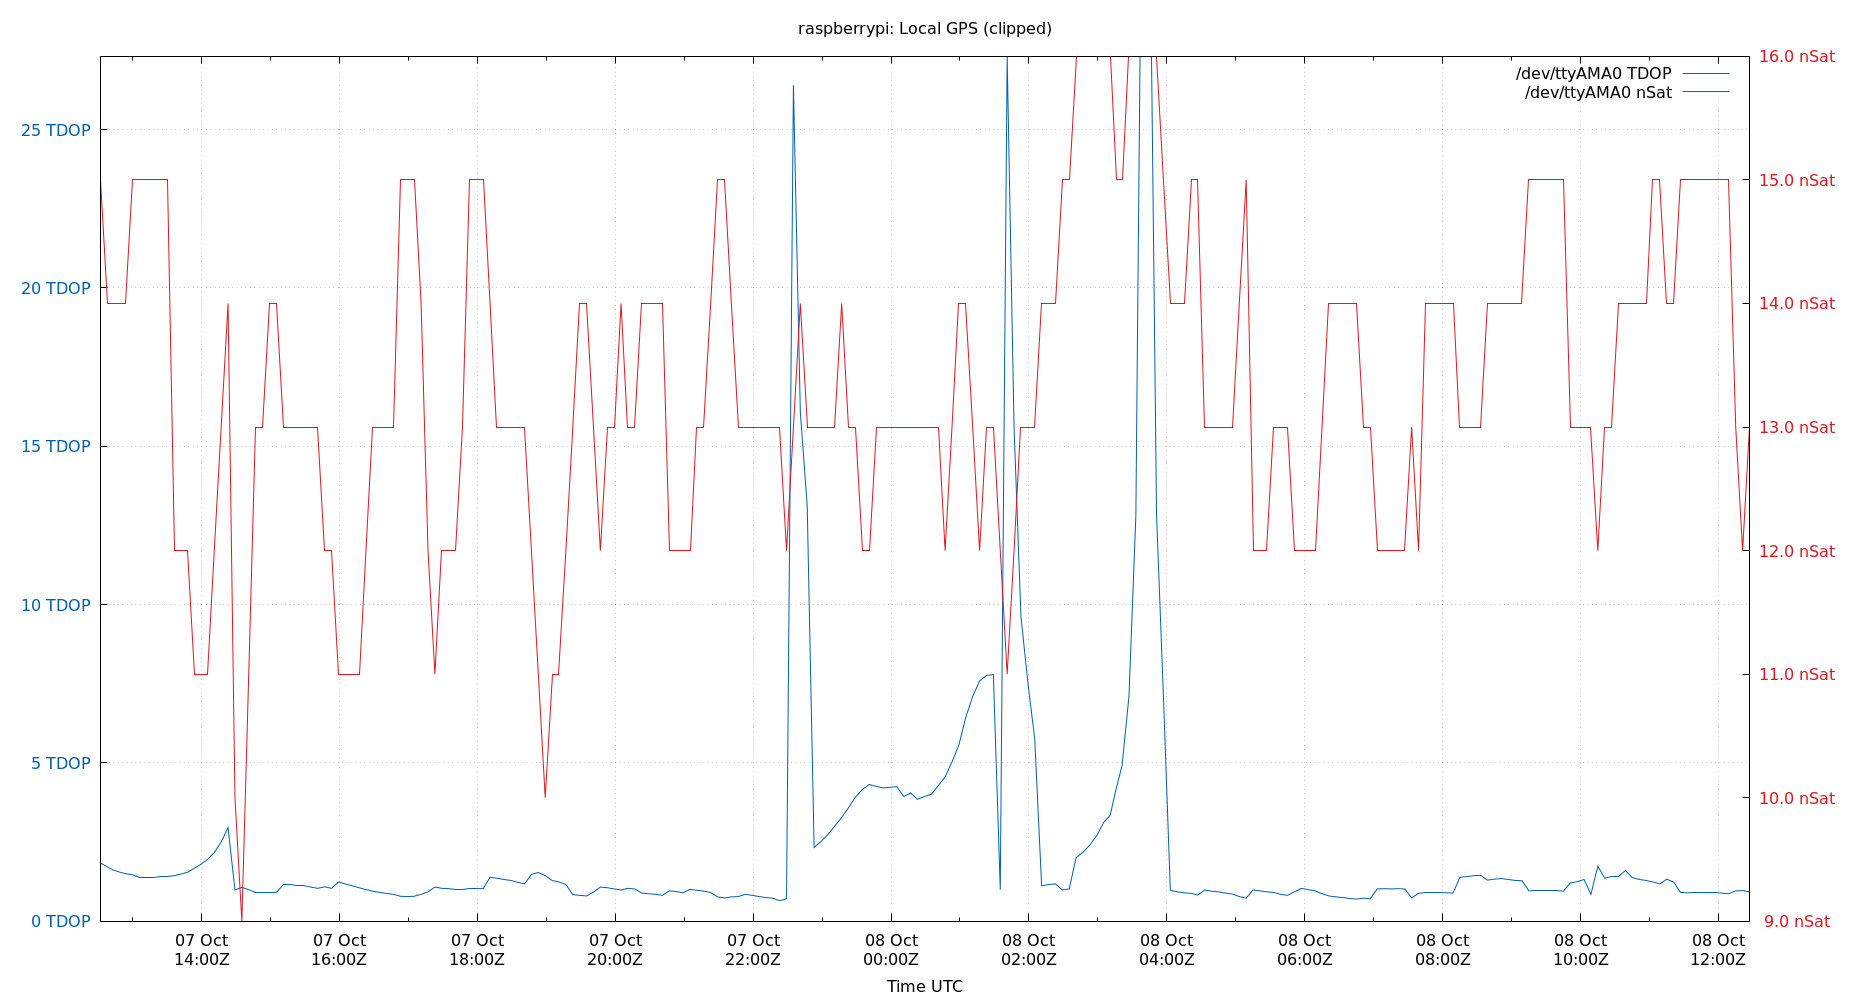 raspberrypi: Local GPS (clipped)
/dev/ttyAMA0 TDOP
/dev/ttyAMA0 nSat
25 TDOP
20 TDOP
15 TDOP
10 TDOP
5 TDOP
0 TDOP
16.0 nSat
15.0 nSat
14.0 nSat
13.0 nSat
12.0 nSat
11.0 nSat
10.0 nSat
9.0 nSat
07 Oct
14:00Z
07 Oct
16:00Z
07 Oct
18:00Z
07 Oct
20:00Z
07 Oct
22:00Z
08 Oct
00:00Z
08 Oct
02:00Z
08 Oct
04:00Z
08 Oct
06:00Z
08 Oct
08:00Z
08 Oct
10:00Z
08 Oct
12:00Z
Time UTC